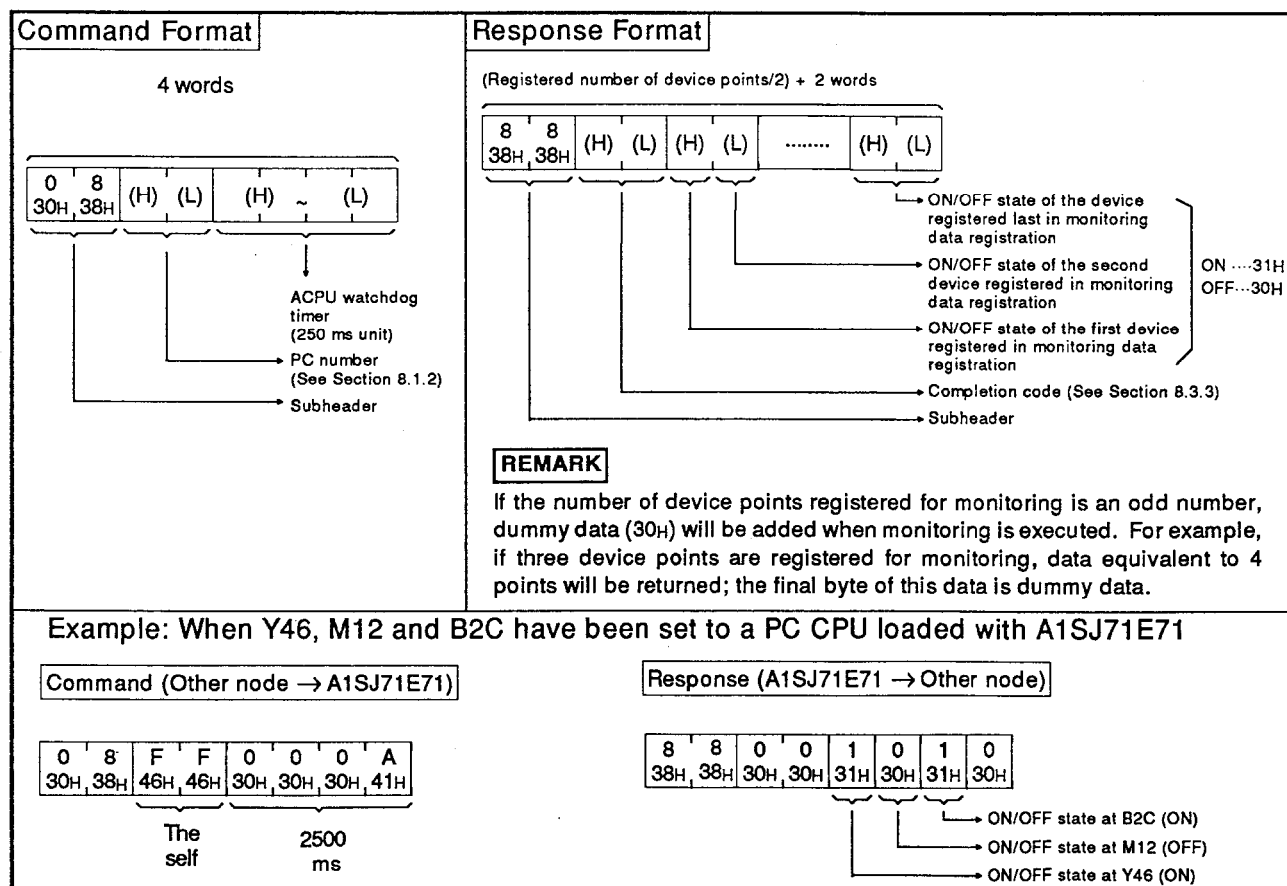 Command Format
4 words
0 8 (H) (L) (H) ~ (L)
30H 38H
ACPU watchdog
timer
(250 ms unit)
PC number
(See Section 8.1.2)
Subheader
Response Format
(Registered number of device points/2) + 2 words
8 8 (H) (L) (H) (L) ........ (H) (L)
38H 38H
ON/OFF state of the device
registered last in monitoring
data registration
ON/OFF state of the second
device registered in monitoring
data registration
ON/OFF state of the first device
registered in monitoring data
registration
ON ····31H
OFF···30H
Completion code (See Section 8.3.3)
Subheader
REMARK
If the number of device points registered for monitoring is an odd number,
dummy data (30H) will be added when monitoring is executed. For example,
if three device points are registered for monitoring, data equivalent to 4
points will be returned; the final byte of this data is dummy data.
Example: When Y46, M12 and B2C have been set to a PC CPU loaded with A1SJ71E71
Command (Other node → A1SJ71E71)
0 8 F F 0 0 0 A
30H 38H 46H 46H 30H 30H 30H 41H
The
self
2500
ms
Response (A1SJ71E71 → Other node)
8 8 0 0 1 0 1 0
38H 38H 30H 30H 31H 30H 31H 30H
ON/OFF state at B2C (ON)
ON/OFF state at M12 (OFF)
ON/OFF state at Y46 (ON)